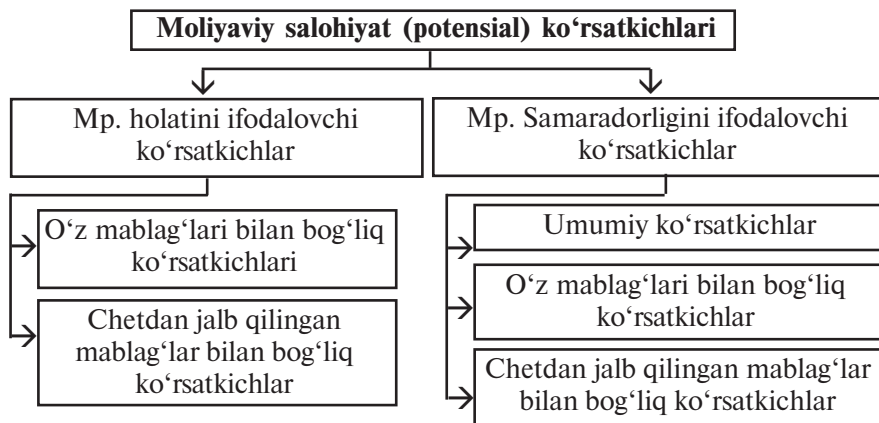 Moliyaviy salohiyat (potensial) ko‘rsatkichlari
Mp. holatini ifodalovchi
ko‘rsatkichlar
O‘z mablag‘lari bilan bog‘liq
ko‘rsatkichlari
Chetdan jalb qilingan
mablag‘lar bilan bog‘liq
ko‘rsatkichlar
Mp. Samaradorligini ifodalovchi
ko‘rsatkichlar
Umumiy ko‘rsatkichlar
O‘z mablag‘lari bilan bog‘liq
ko‘rsatkichlar
Chetdan jalb qilingan mablag‘lar
bilan bog‘liq ko‘rsatkichlar